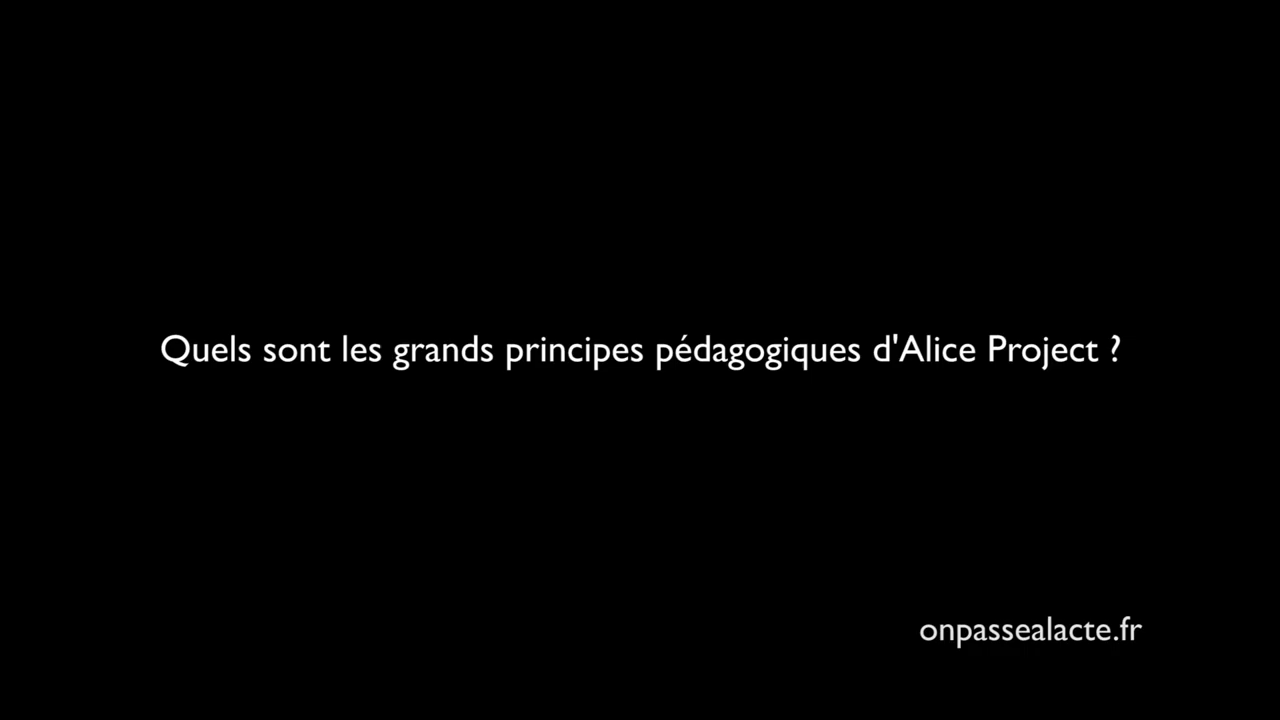 Quels sont les grands principes pédagogiques d'Alice Project ?
onpassealacte.fr